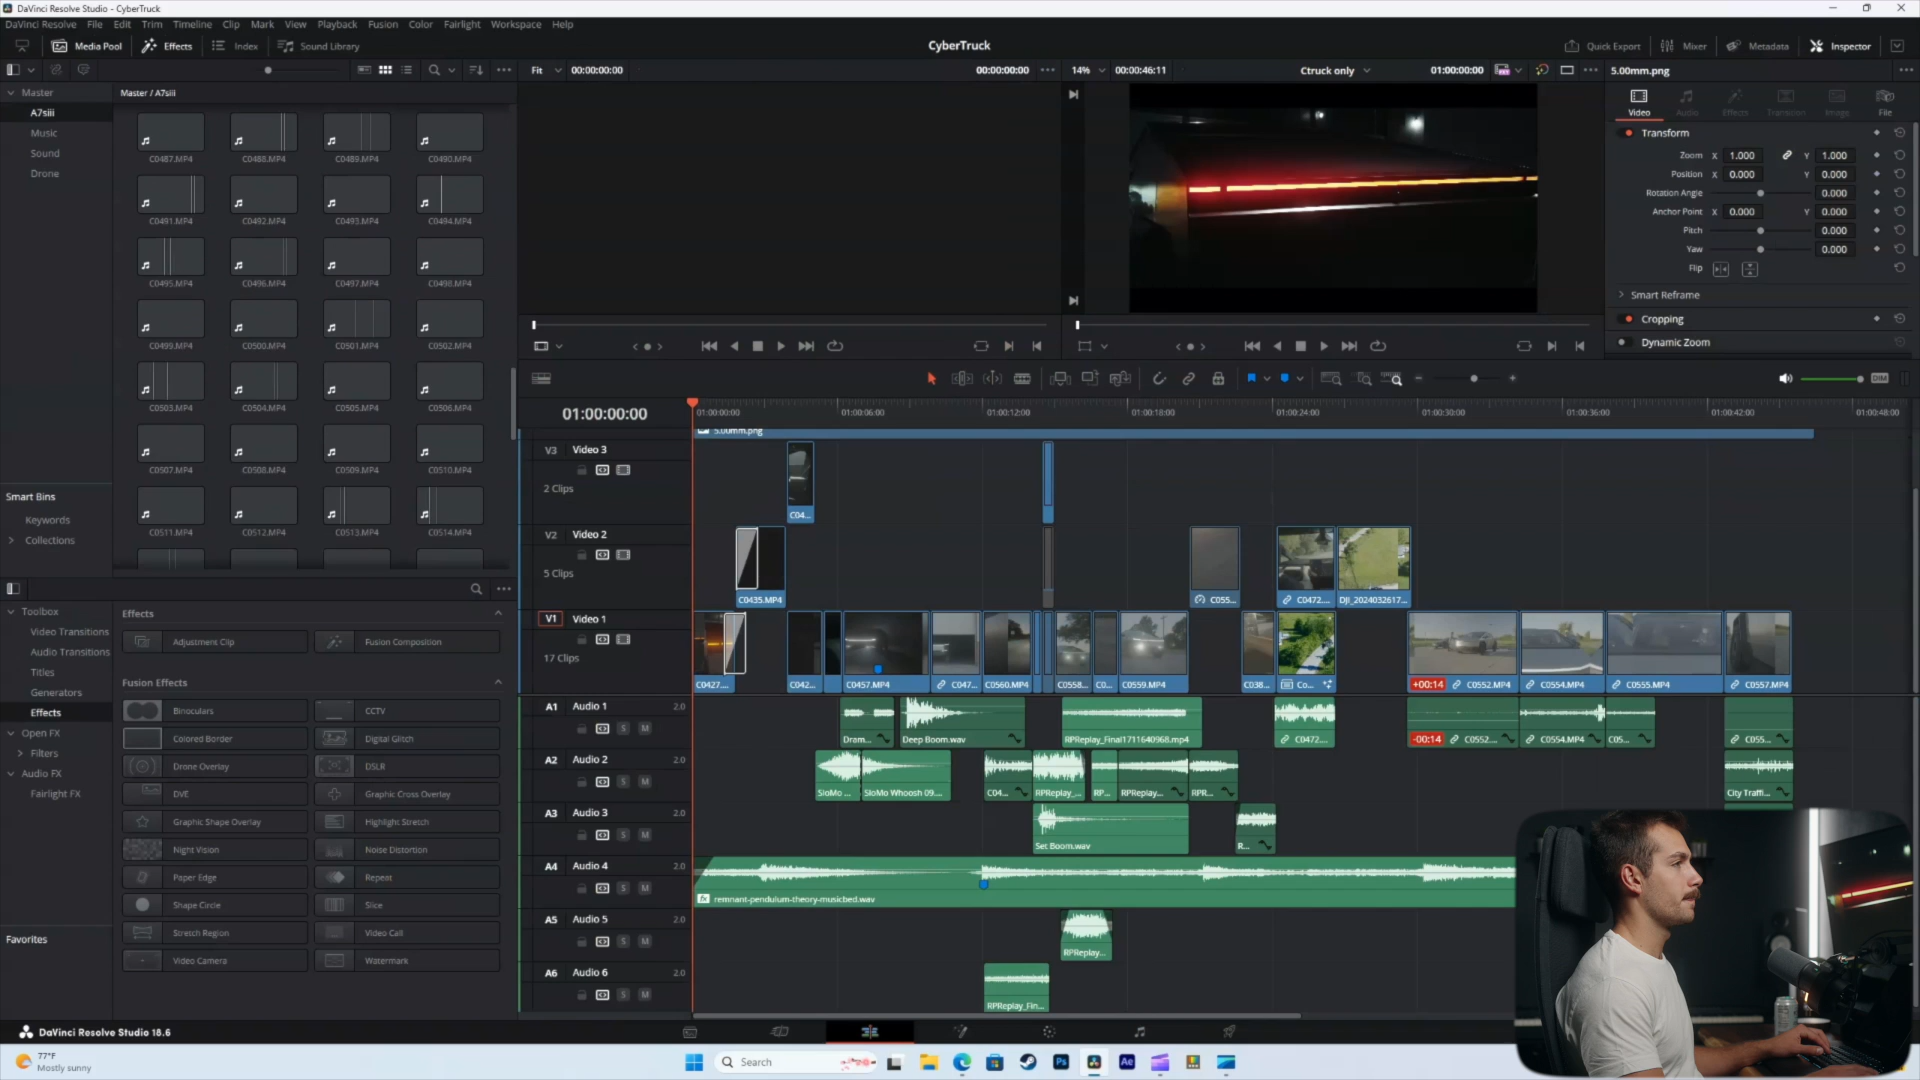 DaVinci Resolve Studio - CyberTruck
DaVinci Resolve File Edit Trim Timeline Clip Mark View Playback Fusion Color Fairlight Workspace Help
Media Pool Effects Index Sound Library CyberTruck Quick Export Mixer Metadata Inspector
Fit 00:00:00:00 00:00:00:00 14% 00:00:46:11 Ctruck only 01:00:00:00 5.00mm.png
Master Master / A7siii
A7siii
Music
Sound
Drone
C0487.MP4 C0488.MP4 C0489.MP4 C0490.MP4
C0491.MP4 C0492.MP4 C0493.MP4 C0494.MP4
C0495.MP4 C0496.MP4 C0497.MP4 C0498.MP4
C0499.MP4 C0500.MP4 C0501.MP4 C0502.MP4
C0503.MP4 C0504.MP4 C0505.MP4 C0506.MP4
C0507.MP4 C0508.MP4 C0509.MP4 C0510.MP4
C0511.MP4 C0512.MP4 C0513.MP4 C0514.MP4
Smart Bins
Keywords
Collections
Video Audio Effects Transition Image File
Transform
Zoom X 1.000 Y 1.000
Position X 0.000 Y 0.000
Rotation Angle 0.000
Anchor Point X 0.000 Y 0.000
Pitch 0.000
Yaw 0.000
Flip
Smart Reframe
Cropping
Dynamic Zoom
DIM
01:00:00:00
01:00:00:00 01:00:06:00 01:00:12:00 01:00:18:00 01:00:24:00 01:00:30:00 01:00:36:00 01:00:42:00 01:00:48:00
5.00mm.png
V3 Video 3
2 Clips
C04...
V2 Video 2
5 Clips
C0435.MP4 C055... C0472.... DJI_2024032617...
V1 Video 1
17 Clips
C0427.... C042... C0457.MP4 C047... C0560.MP4 C0558... C0... C0559.MP4 C038... Co... +00:14 C0552.MP4 C0554.MP4 C0555.MP4 C0557.MP4
A1 Audio 1 2.0
S M
Dram... Deep Boom.wav RPReplay_Final1711640968.mp4 C0472.... -00:14 C0552.... C0554.MP4 C05... C055...
A2 Audio 2 2.0
S M
SloMo ... SloMo Whoosh 09.... C04... RPReplay_... RP... RPReplay... RPR... City Traffi...
A3 Audio 3 2.0
S M
Set Boom.wav R...
A4 Audio 4 2.0
S M
remnant-pendulum-theory-musicbed.wav
A5 Audio 5 2.0
S M
RPReplay...
A6 Audio 6 2.0
S M
RPReplay_Fin...
Toolbox
Video Transitions
Audio Transitions
Titles
Generators
Effects
Open FX
Filters
Audio FX
Fairlight FX
Favorites
Effects
Adjustment Clip Fusion Composition
Fusion Effects
Binoculars CCTV
Colored Border Digital Glitch
Drone Overlay DSLR
DVE Graphic Cross Overlay
Graphic Shape Overlay Highlight Stretch
Night Vision Noise Distortion
Paper Edge Repeat
Shape Circle Slice
Stretch Region Video Call
Video Camera Watermark
DaVinci Resolve Studio 18.6
77°F
Mostly sunny
Search
Ps
Ae